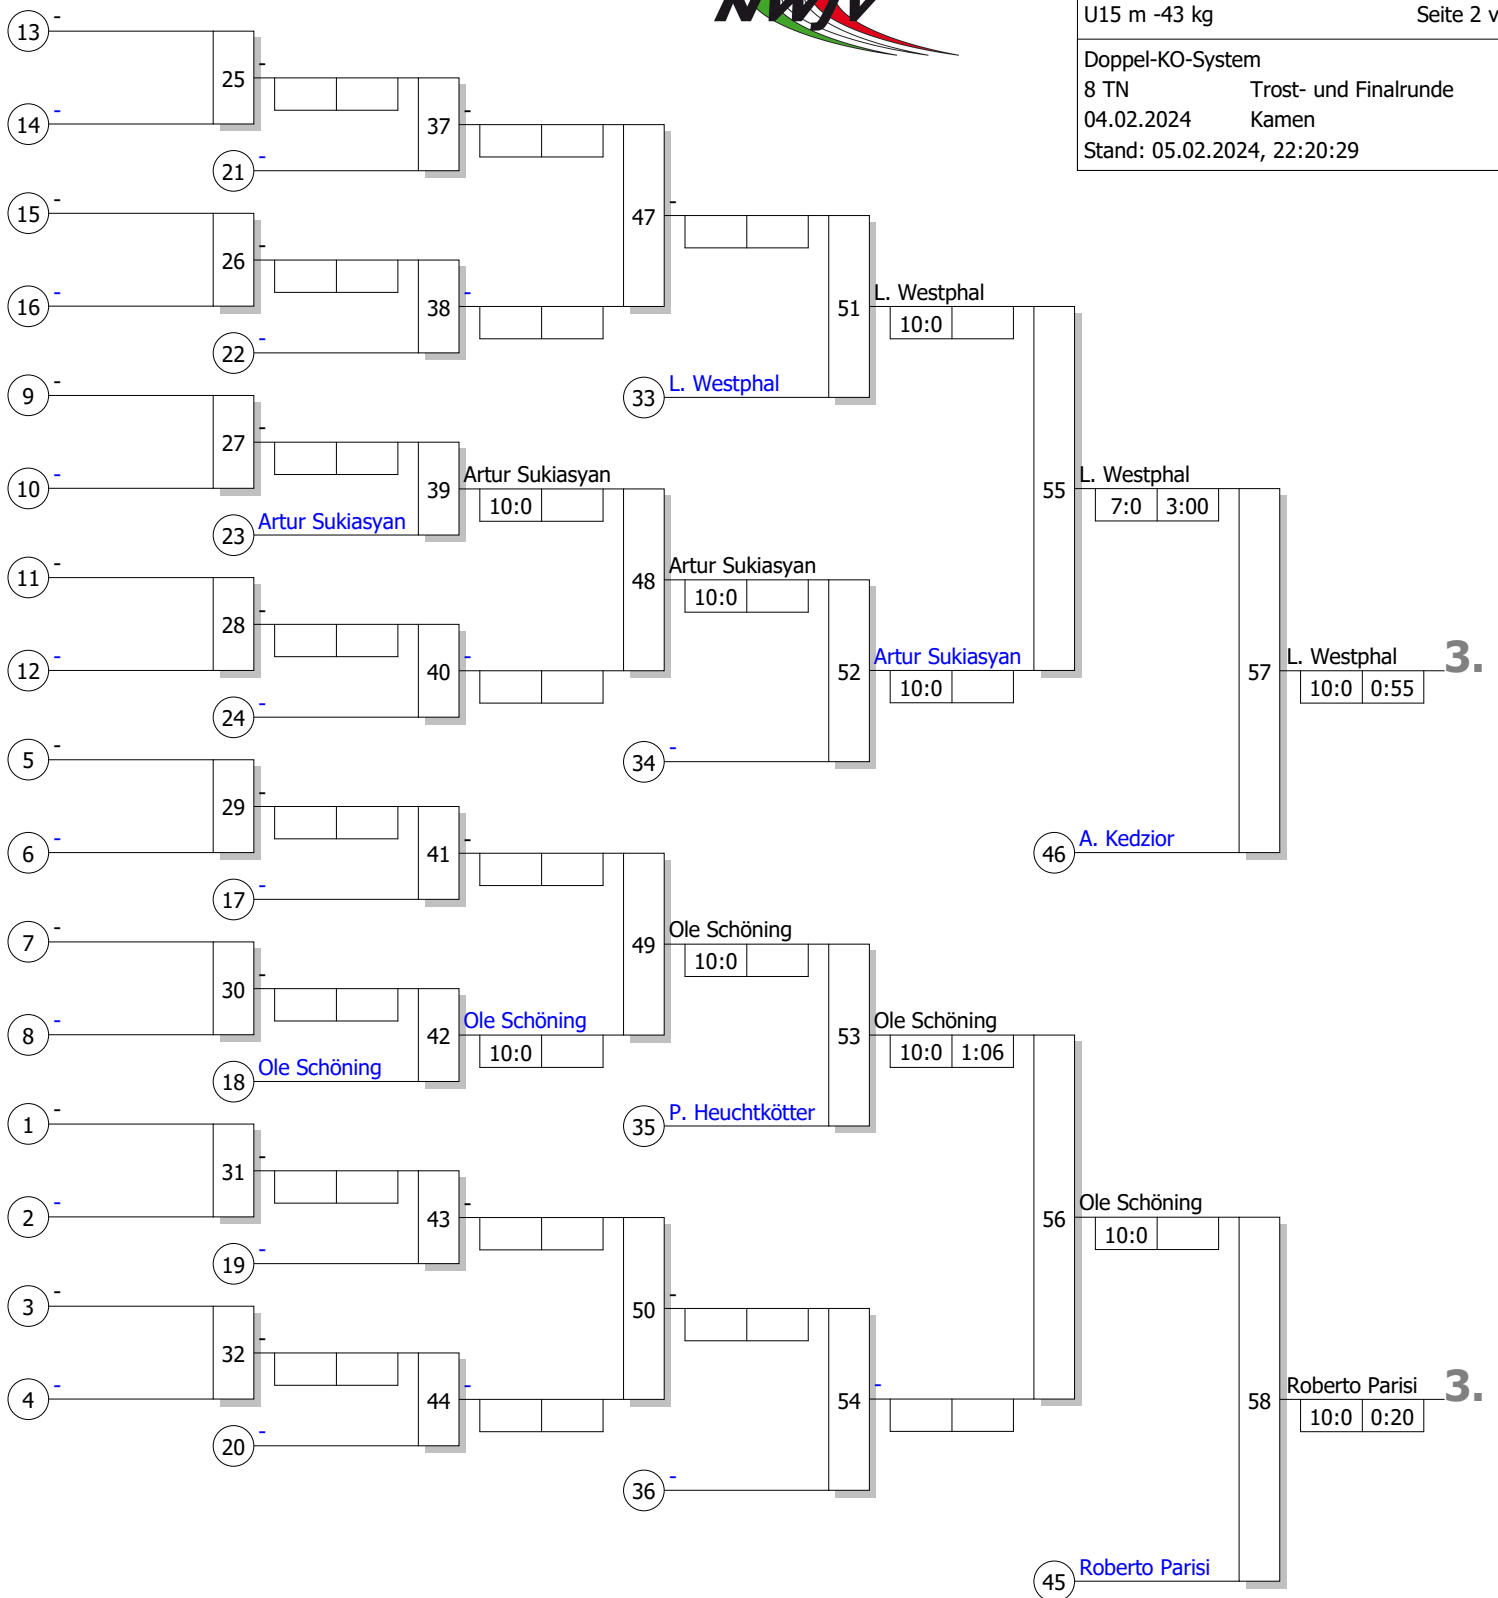 NWJV
U15 m -43 kg Seite 2 v
Doppel-KO-System
8 TN Trost- und Finalrunde
04.02.2024 Kamen
Stand: 05.02.2024, 22:20:29
13 -
25 -
14 -
37 -
21 -
15 -
47 -
26 -
16 -
38 -
51 L. Westphal
10:0
22 -
9 -
33 L. Westphal
27 -
10 -
39 Artur Sukiasyan
10:0
55 L. Westphal
7:0 3:00
23 Artur Sukiasyan
11 -
48 Artur Sukiasyan
10:0
28 -
12 -
40 -
52 Artur Sukiasyan
10:0
57 L. Westphal 3.
10:0 0:55
24 -
5 -
34 -
29 -
6 -
41 -
46 A. Kedzior
17 -
7 -
49 Ole Schöning
10:0
30 -
8 -
42 Ole Schöning
10:0
53 Ole Schöning
10:0 1:06
18 Ole Schöning
1 -
35 P. Heuchtkötter
31 -
2 -
43 -
56 Ole Schöning
10:0
19 -
3 -
50 -
32 -
4 -
44 -
54 -
58 Roberto Parisi 3.
10:0 0:20
20 -
36 -
45 Roberto Parisi